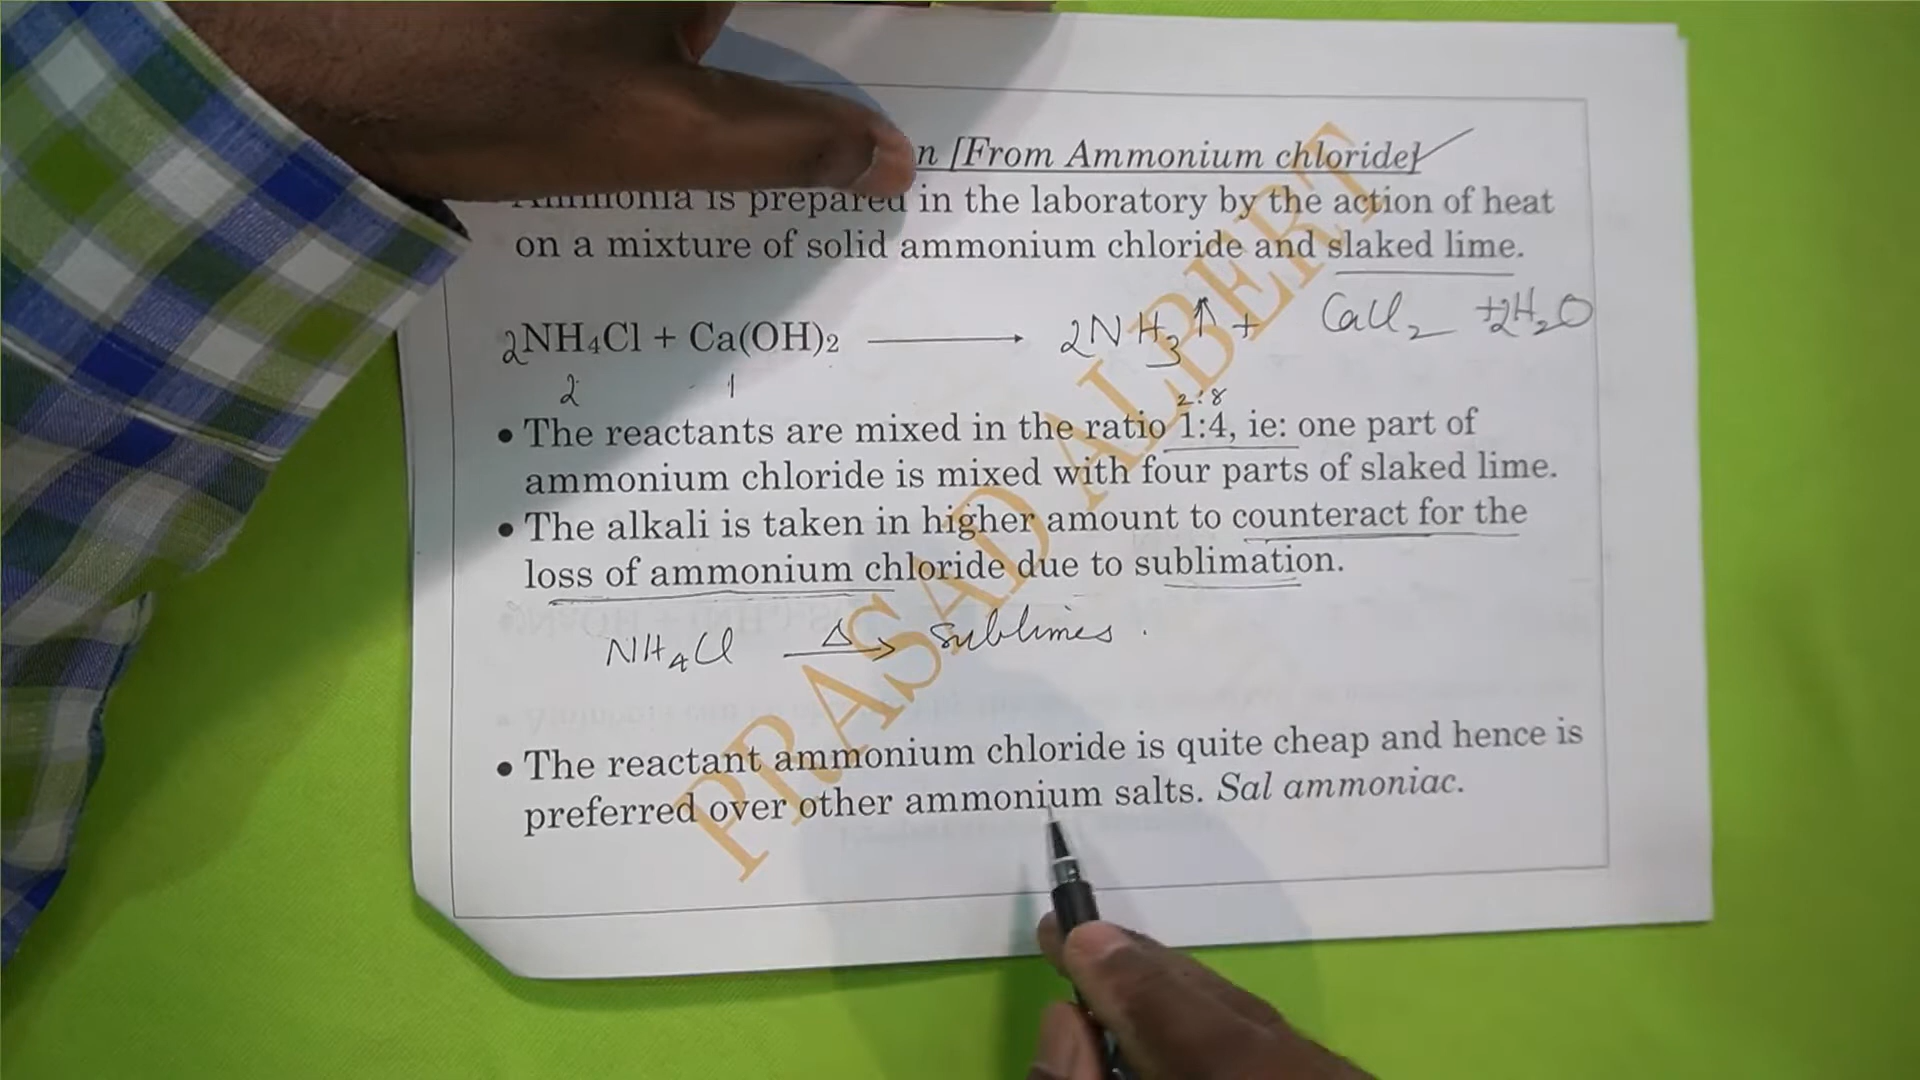 n [From Ammonium chloride]
Ammonia is prepared in the laboratory by the action of heat
on a mixture of solid ammonium chloride and slaked lime.
2NH₄Cl + Ca(OH)₂ ⟶ 2NH₃↑ + CaCl₂ + 2H₂O
2 1
2:8
• The reactants are mixed in the ratio 1:4, ie: one part of
ammonium chloride is mixed with four parts of slaked lime.
• The alkali is taken in higher amount to counteract for the
loss of ammonium chloride due to sublimation.
NH₄Cl Δ→ Sublimes.
• The reactant ammonium chloride is quite cheap and hence is
preferred over other ammonium salts. Sal ammoniac.
PRASAD ALBERT